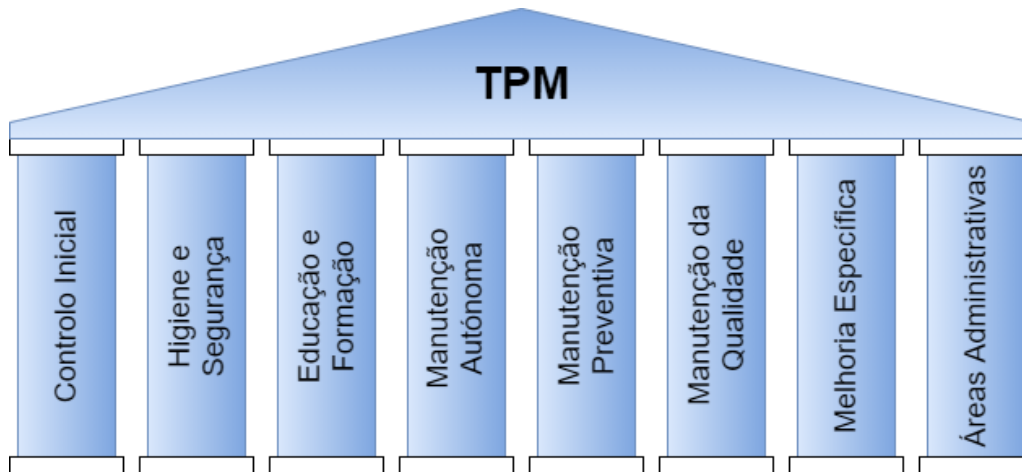 TPM
Controlo Inicial
Higiene e
Segurança
Educação e
Formação
Manutenção
Autónoma
Manutenção
Preventiva
Manutenção da
Qualidade
Melhoria Específica
Áreas Administrativas